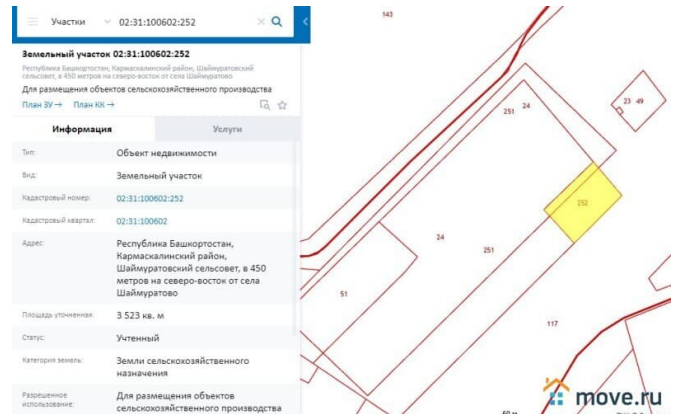 Участки 02:31:100602:252
Земельный участок 02:31:100602:252
Республика Башкортостан, Кармаскалинский район, Шаймуратовский
сельсовет, в 450 метров на северо-восток от села Шаймуратово
Для размещения объектов сельскохозяйственного производства
План ЗУ → План КК →
Информация Услуги
Тип: Объект недвижимости
Вид: Земельный участок
Кадастровый номер: 02:31:100602:252
Кадастровый квартал: 02:31:100602
Адрес: Республика Башкортостан,
Кармаскалинский район,
Шаймуратовский сельсовет, в 450
метров на северо-восток от села
Шаймуратово
Площадь уточненная: 3 523 кв. м
Статус: Учтенный
Категория земель: Земли сельскохозяйственного
назначения
Разрешенное
использование:
Для размещения объектов
сельскохозяйственного производства
143
251 24
23 49
252
24
251
51
117
move.ru